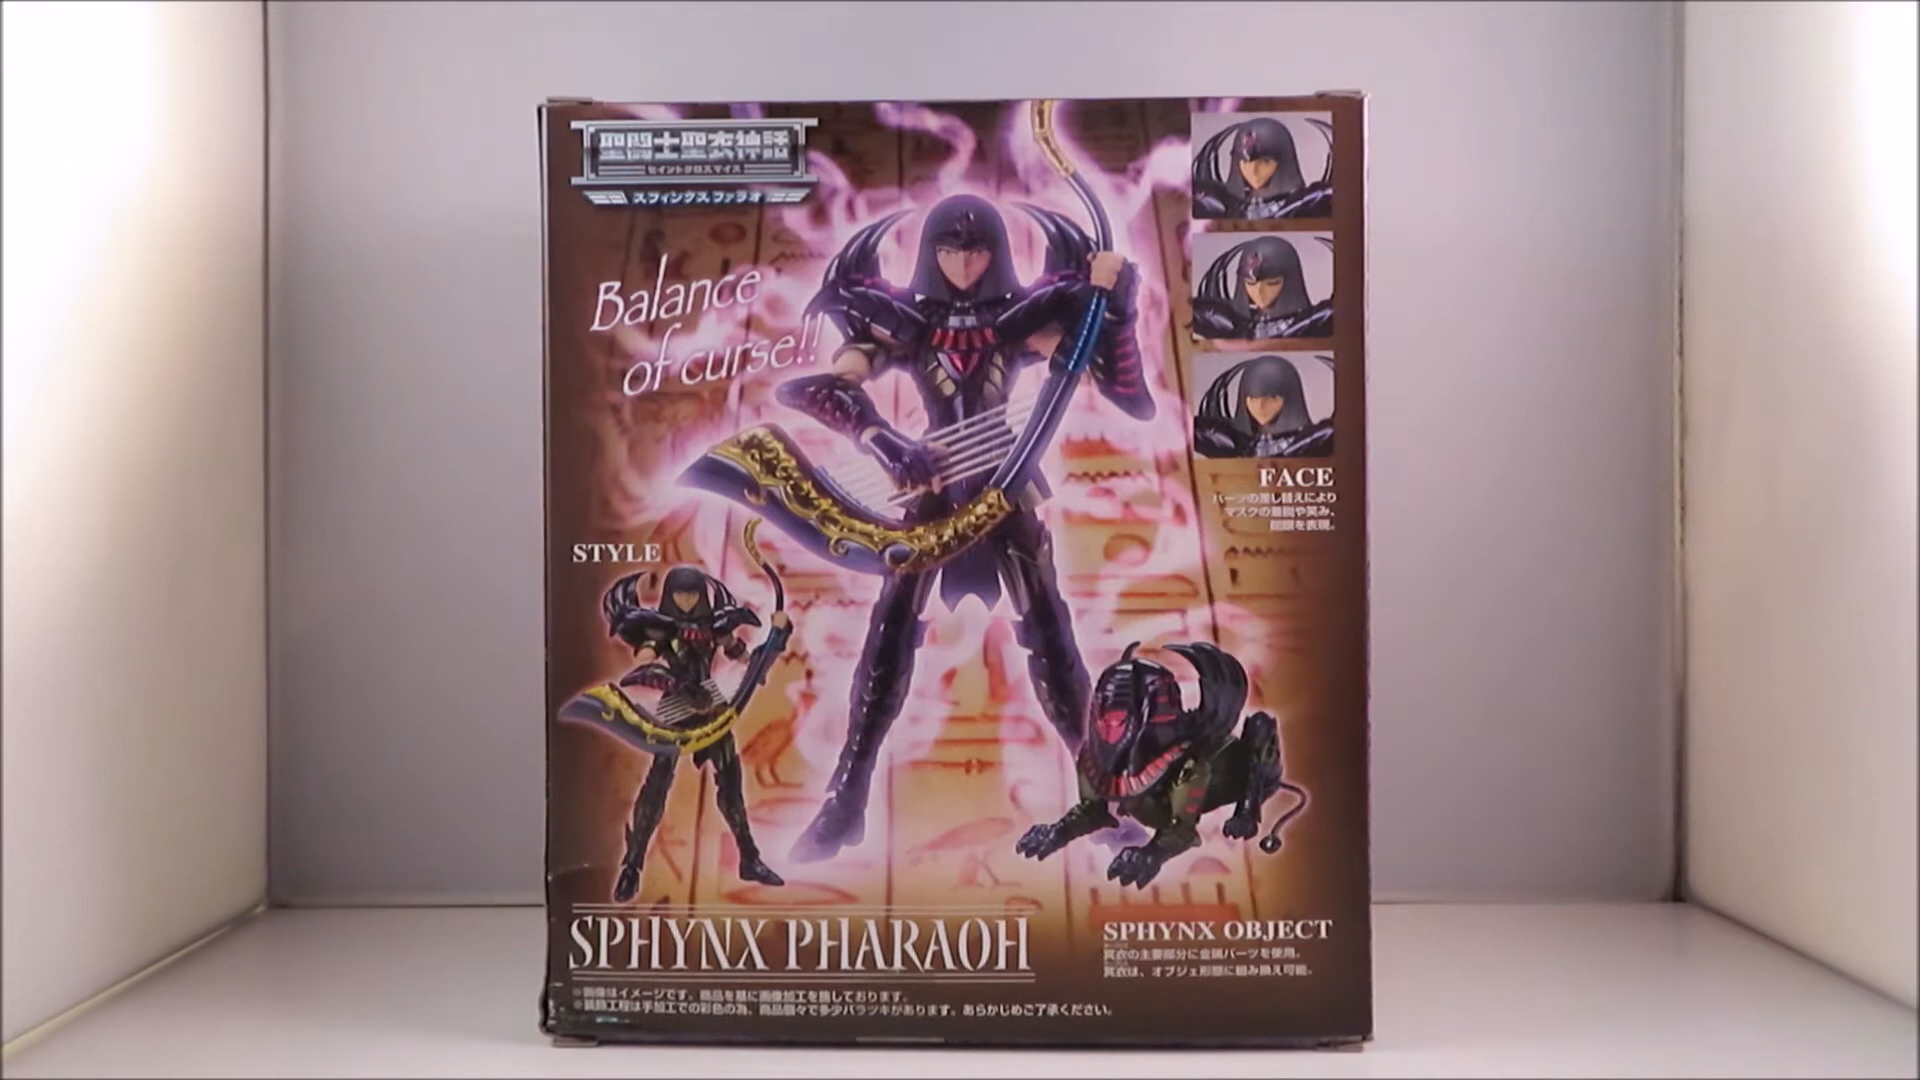 聖闘士聖衣神話
セイントクロスマイス
スフィンクス ファラオ
Balance
of curse!!
FACE
パーツの差し替えにより
マスクの着脱や笑み、
閉眼を表現。
STYLE
SPHYNX PHARAOH
SPHYNX OBJECT
冥衣の主要部分に金属パーツを使用。
冥衣は、オブジェ形態に組み換え可能。
※画像はイメージです。商品を基に画像加工を施しております。
※装飾工程は手加工での彩色の為、商品個々で多少バラツキがあります。あらかじめご了承ください。